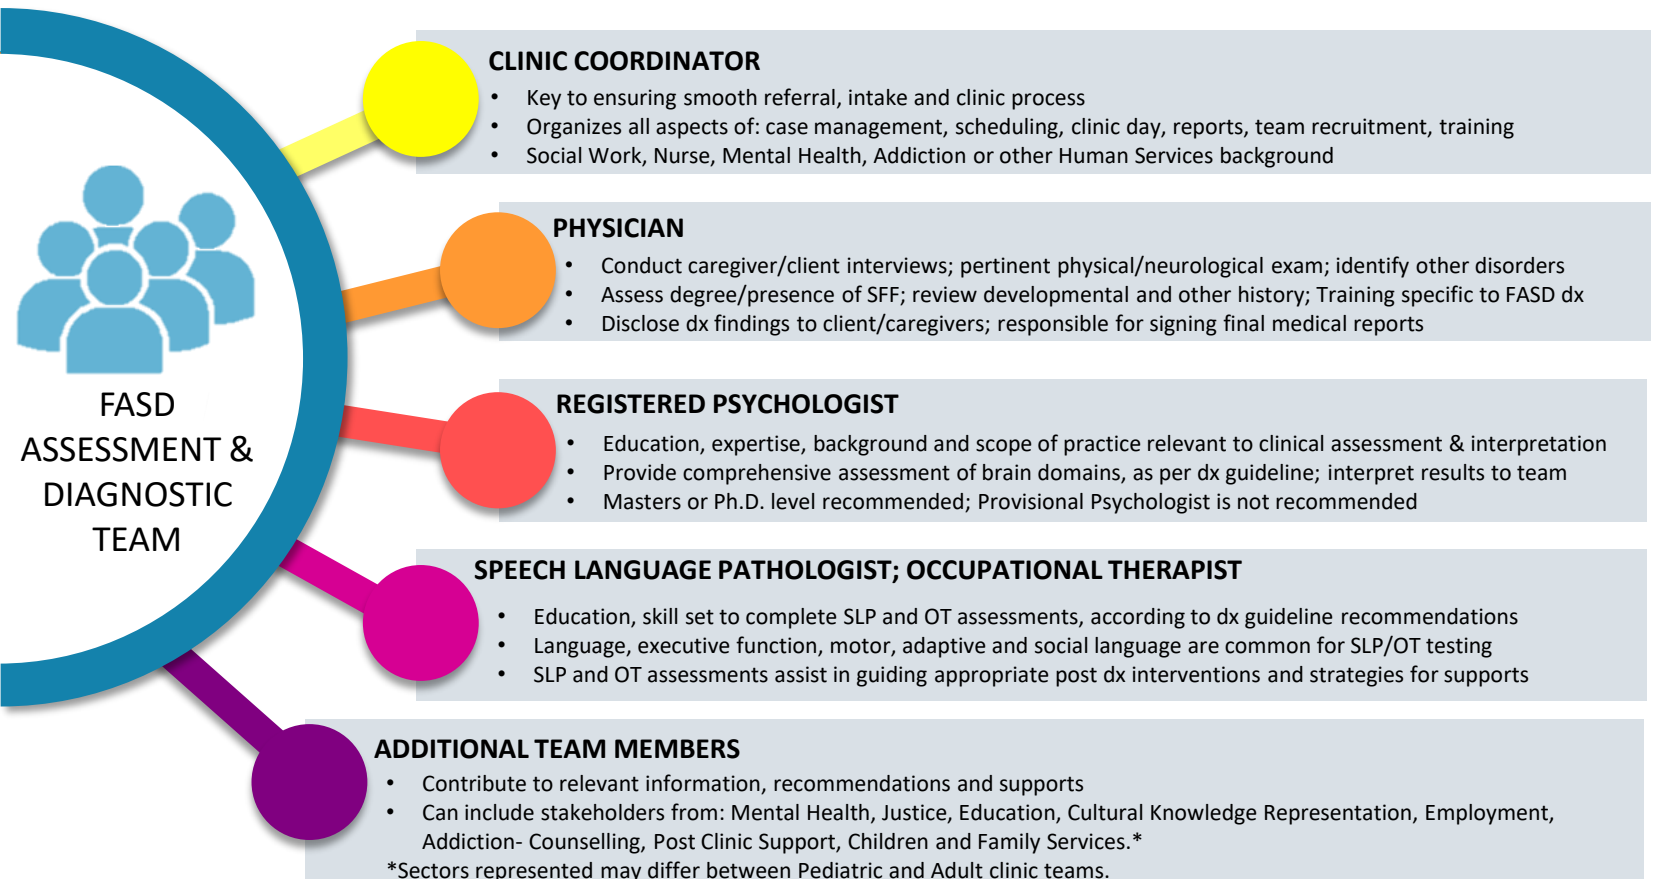 FASD
ASSESSMENT &
DIAGNOSTIC
TEAM
CLINIC COORDINATOR
• Key to ensuring smooth referral, intake and clinic process
• Organizes all aspects of: case management, scheduling, clinic day, reports, team recruitment, training
• Social Work, Nurse, Mental Health, Addiction or other Human Services background
PHYSICIAN
• Conduct caregiver/client interviews; pertinent physical/neurological exam; identify other disorders
• Assess degree/presence of SFF; review developmental and other history; Training specific to FASD dx
• Disclose dx findings to client/caregivers; responsible for signing final medical reports
REGISTERED PSYCHOLOGIST
• Education, expertise, background and scope of practice relevant to clinical assessment & interpretation
• Provide comprehensive assessment of brain domains, as per dx guideline; interpret results to team
• Masters or Ph.D. level recommended; Provisional Psychologist is not recommended
SPEECH LANGUAGE PATHOLOGIST; OCCUPATIONAL THERAPIST
• Education, skill set to complete SLP and OT assessments, according to dx guideline recommendations
• Language, executive function, motor, adaptive and social language are common for SLP/OT testing
• SLP and OT assessments assist in guiding appropriate post dx interventions and strategies for supports
ADDITIONAL TEAM MEMBERS
• Contribute to relevant information, recommendations and supports
• Can include stakeholders from: Mental Health, Justice, Education, Cultural Knowledge Representation, Employment,
Addiction- Counselling, Post Clinic Support, Children and Family Services.*
*Sectors represented may differ between Pediatric and Adult clinic teams.